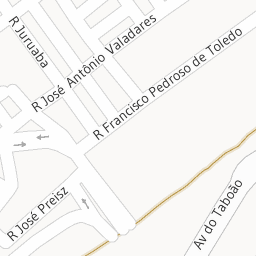 R Juruaba
R José Antônio Valadares
R Francisco Pedroso de Toledo
R José Preisz
Av do Taboão